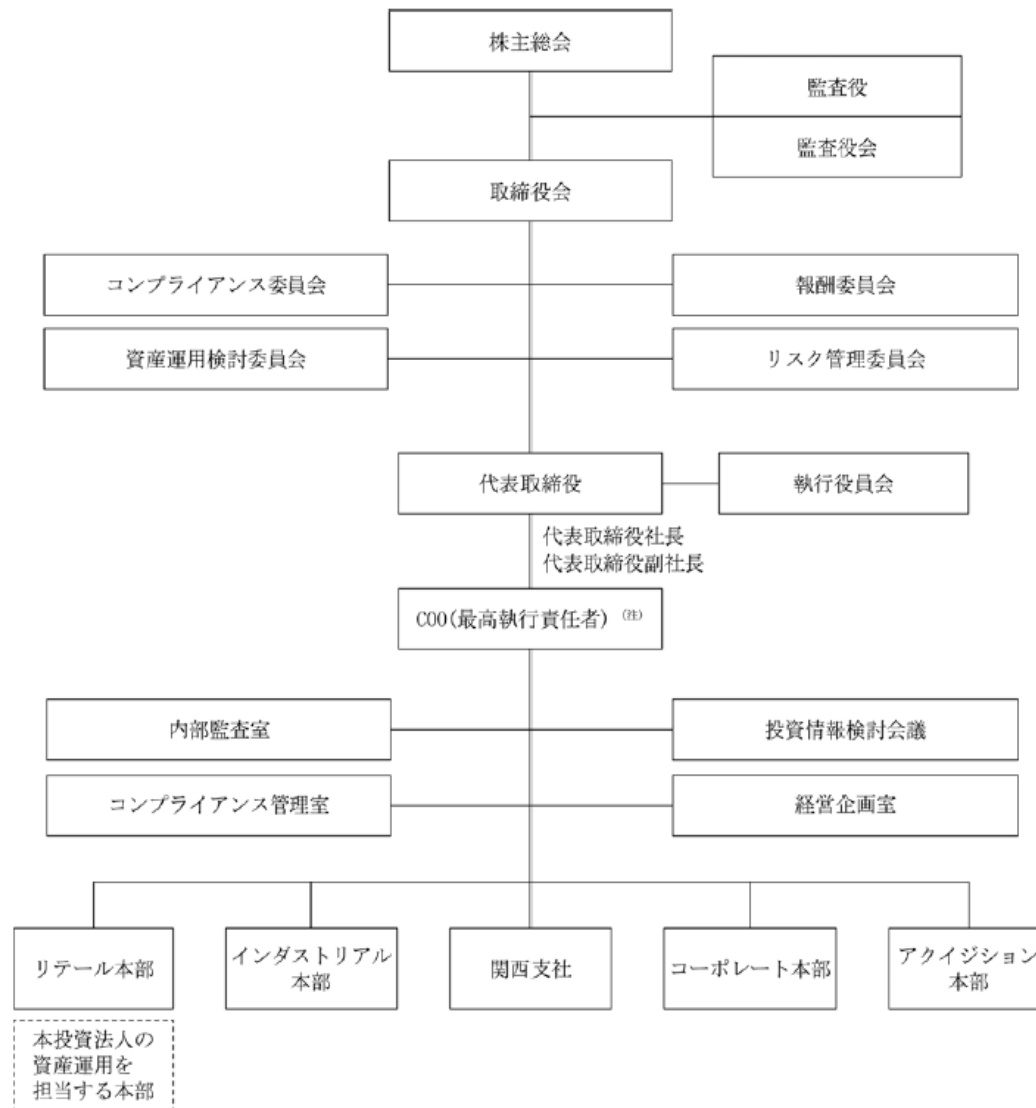 株主総会
監査役
監査役会
取締役会
コンプライアンス委員会
報酬委員会
資産運用検討委員会
リスク管理委員会
代表取締役
執行役員会
代表取締役社長
代表取締役副社長
COO(最高執行責任者) (注)
内部監査室
投資情報検討会議
コンプライアンス管理室
経営企画室
リテール本部
インダストリアル
本部
関西支社
コーポレート本部
アクイジション
本部
本投資法人の
資産運用を
担当する本部